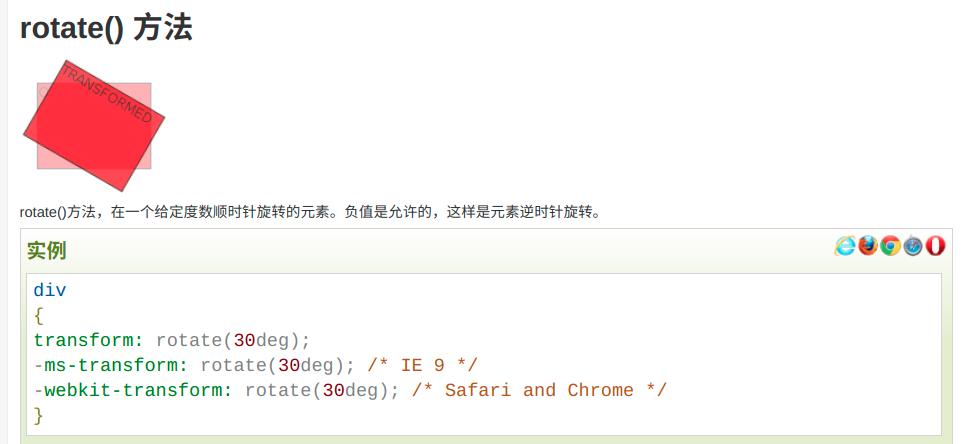 rotate() 方法
TRANSFORMED
rotate()方法，在一个给定度数顺时针旋转的元素。负值是允许的，这样是元素逆时针旋转。
实例
div
{
transform: rotate(30deg);
-ms-transform: rotate(30deg); /* IE 9 */
-webkit-transform: rotate(30deg); /* Safari and Chrome */
}